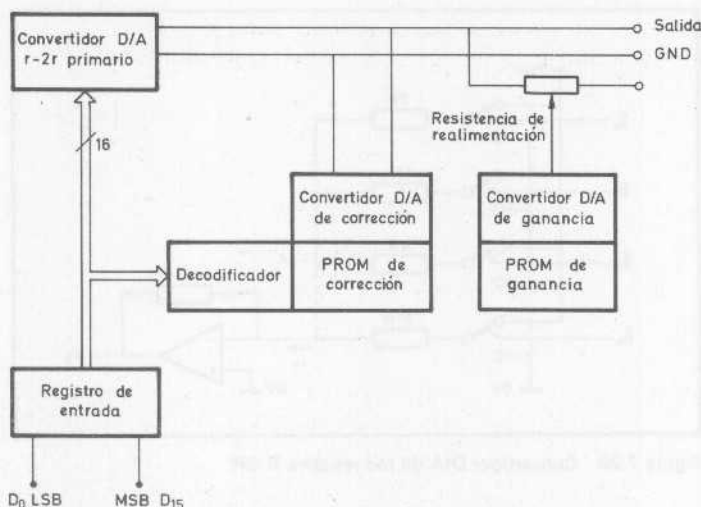 Convertidor D/A
r-2r primario
Salida
GND
Resistencia de
realimentación
16
Convertidor D/A
de corrección
Convertidor D/A
de ganancia
Decodificador
PROM de
corrección
PROM de
ganancia
Registro de
entrada
D₀ LSB
MSB D₁₅